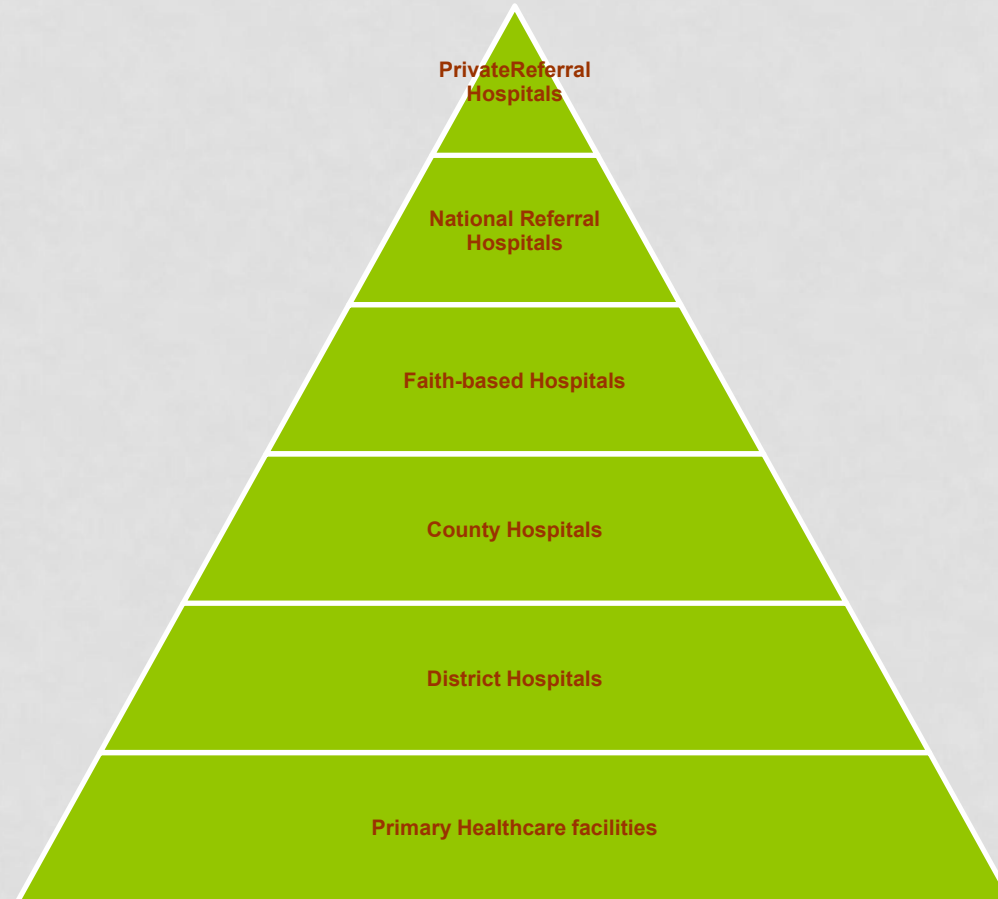 PrivateReferral
Hospitals
National Referral
Hospitals
Faith-based Hospitals
County Hospitals
District Hospitals
Primary Healthcare facilities